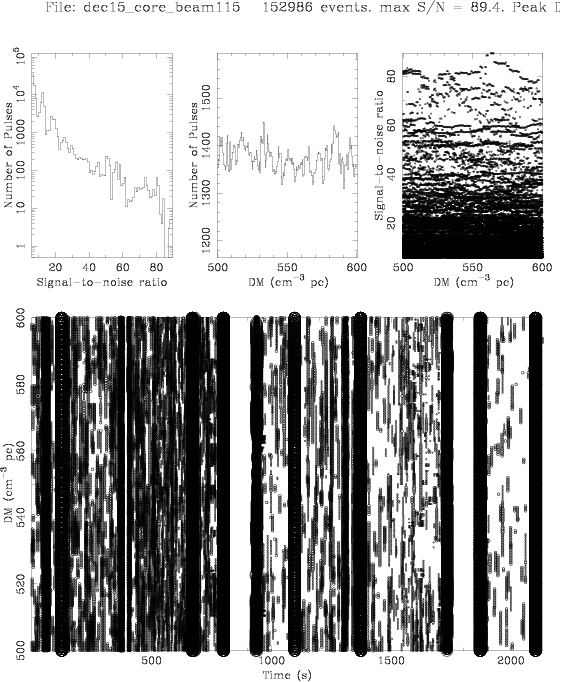 File: dec15_core_beam115 152986 events. max S/N = 89.4. Peak D
Number of Pulses
1 10 100 1000 10^4 10^5
20 40 60 80
Signal−to−noise ratio
Number of Pulses
1200 1300 1400 1500
500 550 600
DM (cm^−3 pc)
Signal−to−noise ratio
20 40 60 80
500 550 600
DM (cm^−3 pc)
DM (cm^−3 pc)
500 520 540 560 580 600
500 1000 1500 2000
Time (s)